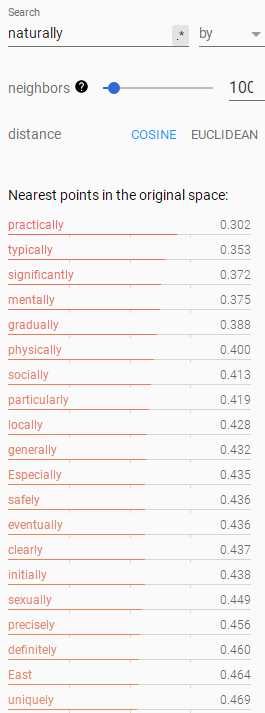 Search
naturally .* by
neighbors ? 100
distance COSINE EUCLIDEAN
Nearest points in the original space:
practically 0.302
typically 0.353
significantly 0.372
mentally 0.375
gradually 0.388
physically 0.400
socially 0.413
particularly 0.419
locally 0.428
generally 0.432
Especially 0.435
safely 0.436
eventually 0.436
clearly 0.437
initially 0.438
sexually 0.449
precisely 0.456
definitely 0.460
East 0.464
uniquely 0.469